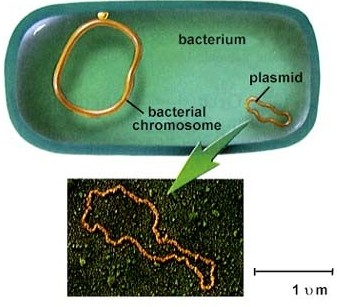 bacterium
plasmid
bacterial
chromosome
1 υm